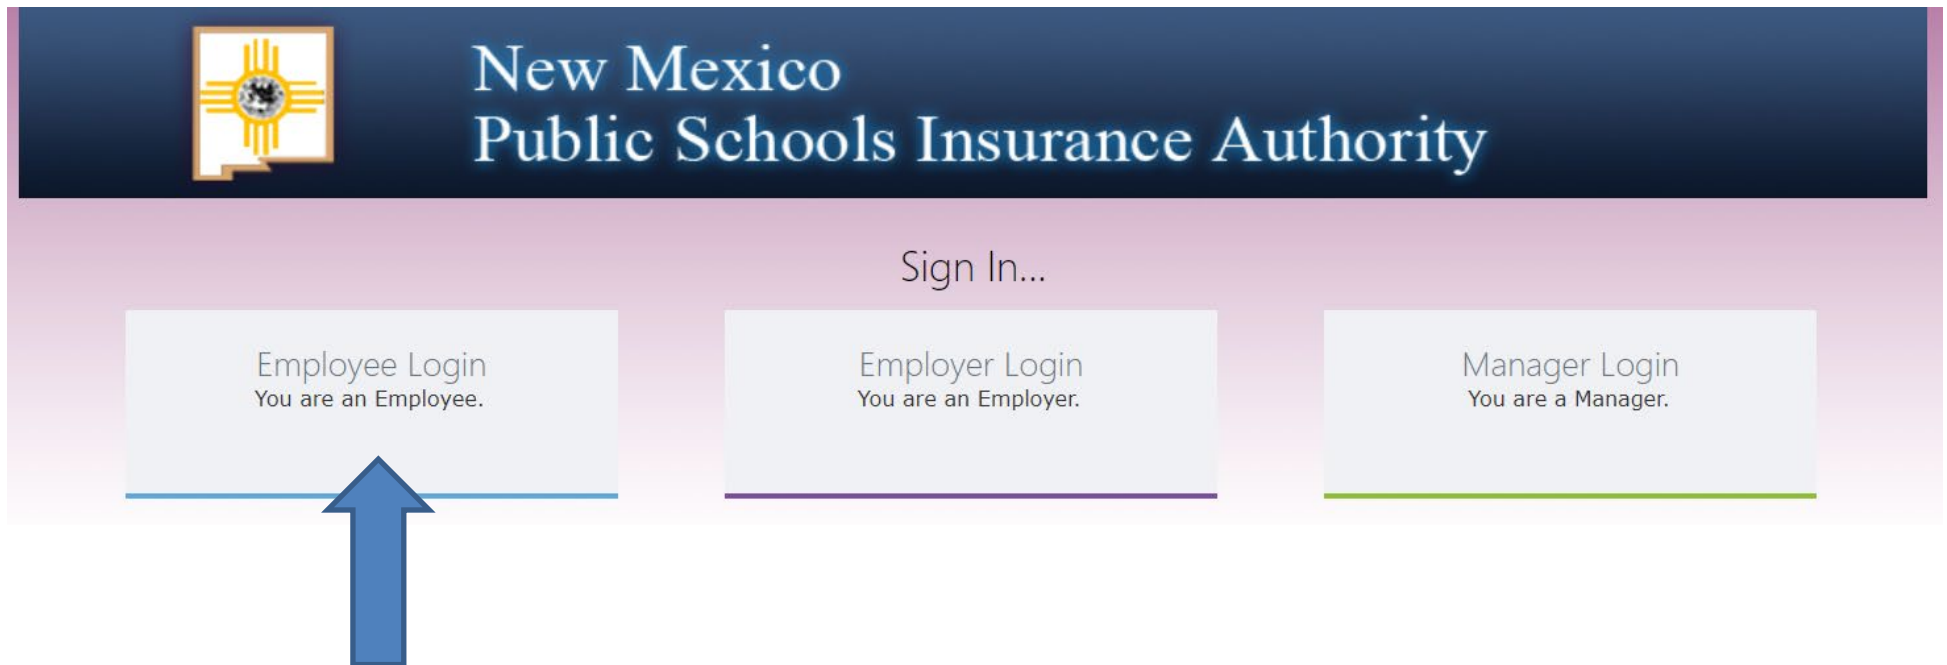 New Mexico
Public Schools Insurance Authority
Sign In...
Employee Login
You are an Employee.
Employer Login
You are an Employer.
Manager Login
You are a Manager.